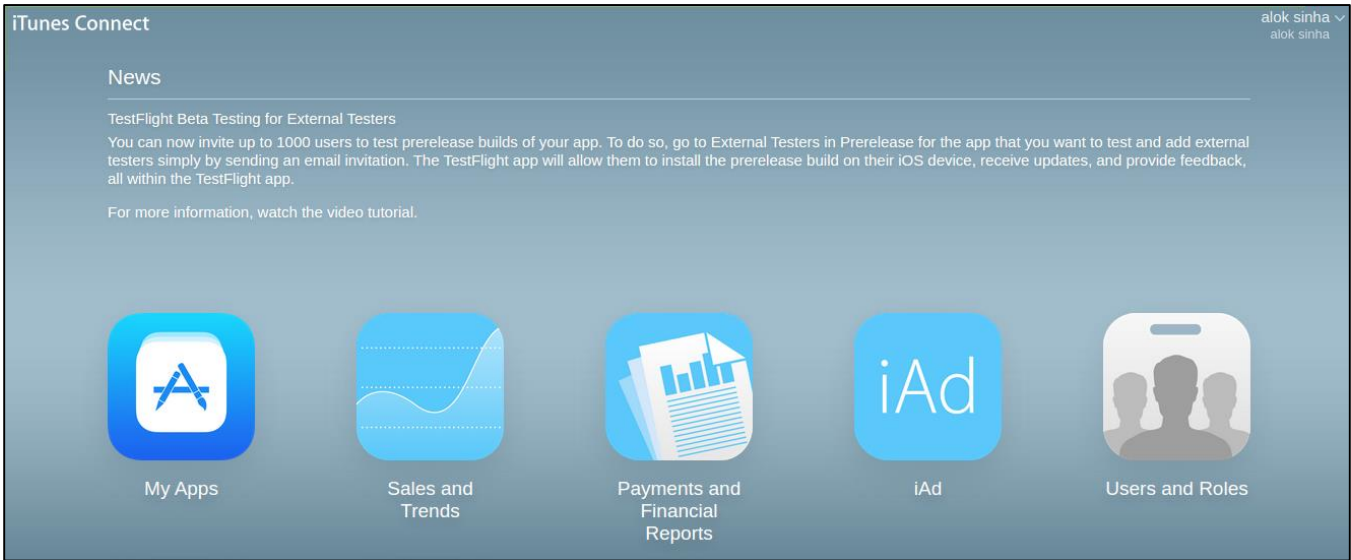 iTunes Connect
alok sinha
alok sinha
News
TestFlight Beta Testing for External Testers
You can now invite up to 1000 users to test prerelease builds of your app. To do so, go to External Testers in Prerelease for the app that you want to test and add external
testers simply by sending an email invitation. The TestFlight app will allow them to install the prerelease build on their iOS device, receive updates, and provide feedback,
all within the TestFlight app.
For more information, watch the video tutorial.
iAd
My Apps
Sales and
Trends
Payments and
Financial
Reports
iAd
Users and Roles